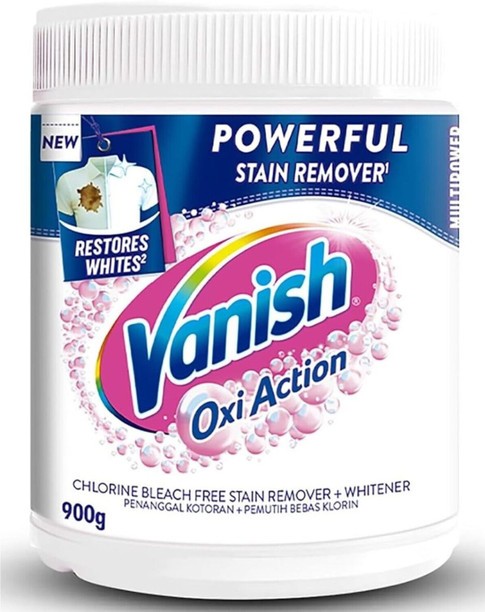 NEW
POWERFUL
STAIN REMOVER¹
MULTIPOWER
RESTORES
WHITES²
Vanish®
Oxi Action
CHLORINE BLEACH FREE STAIN REMOVER + WHITENER
PENANGGAL KOTORAN + PEMUTIH BEBAS KLORIN
900g